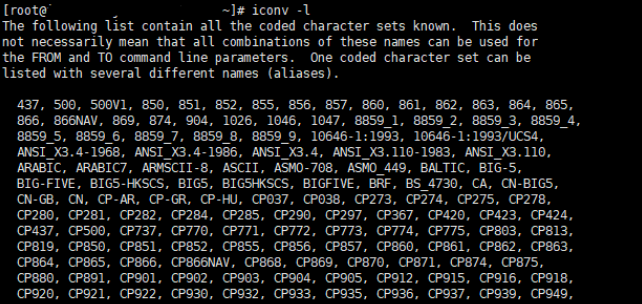 [root@ ~]# iconv -l
The following list contain all the coded character sets known.  This does
not necessarily mean that all combinations of these names can be used for
the FROM and TO command line parameters.  One coded character set can be
listed with several different names (aliases).
437, 500, 500V1, 850, 851, 852, 855, 856, 857, 860, 861, 862, 863, 864, 865,
866, 866NAV, 869, 874, 904, 1026, 1046, 1047, 8859_1, 8859_2, 8859_3, 8859_4,
8859_5, 8859_6, 8859_7, 8859_8, 8859_9, 10646-1:1993, 10646-1:1993/UCS4,
ANSI_X3.4-1968, ANSI_X3.4-1986, ANSI_X3.4, ANSI_X3.110-1983, ANSI_X3.110,
ARABIC, ARABIC7, ARMSCII-8, ASCII, ASMO-708, ASMO_449, BALTIC, BIG-5,
BIG-FIVE, BIG5-HKSCS, BIG5, BIG5HKSCS, BIGFIVE, BRF, BS_4730, CA, CN-BIG5,
CN-GB, CN, CP-AR, CP-GR, CP-HU, CP037, CP038, CP273, CP274, CP275, CP278,
CP280, CP281, CP282, CP284, CP285, CP290, CP297, CP367, CP420, CP423, CP424,
CP437, CP500, CP737, CP770, CP771, CP772, CP773, CP774, CP775, CP803, CP813,
CP819, CP850, CP851, CP852, CP855, CP856, CP857, CP860, CP861, CP862, CP863,
CP864, CP865, CP866, CP866NAV, CP868, CP869, CP870, CP871, CP874, CP875,
CP880, CP891, CP901, CP902, CP903, CP904, CP905, CP912, CP915, CP916, CP918,
CP920, CP921, CP922, CP930, CP932, CP933, CP935, CP936, CP937, CP939, CP949,